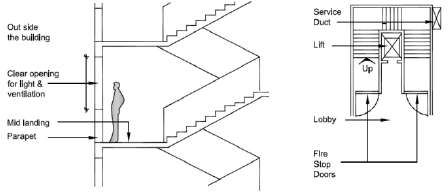 Out side
the building
Clear opening
for light &
ventilation
Mid landing
Parapet
Service
Duct
Lift
Up
Lobby
Fire
Stop
Doors